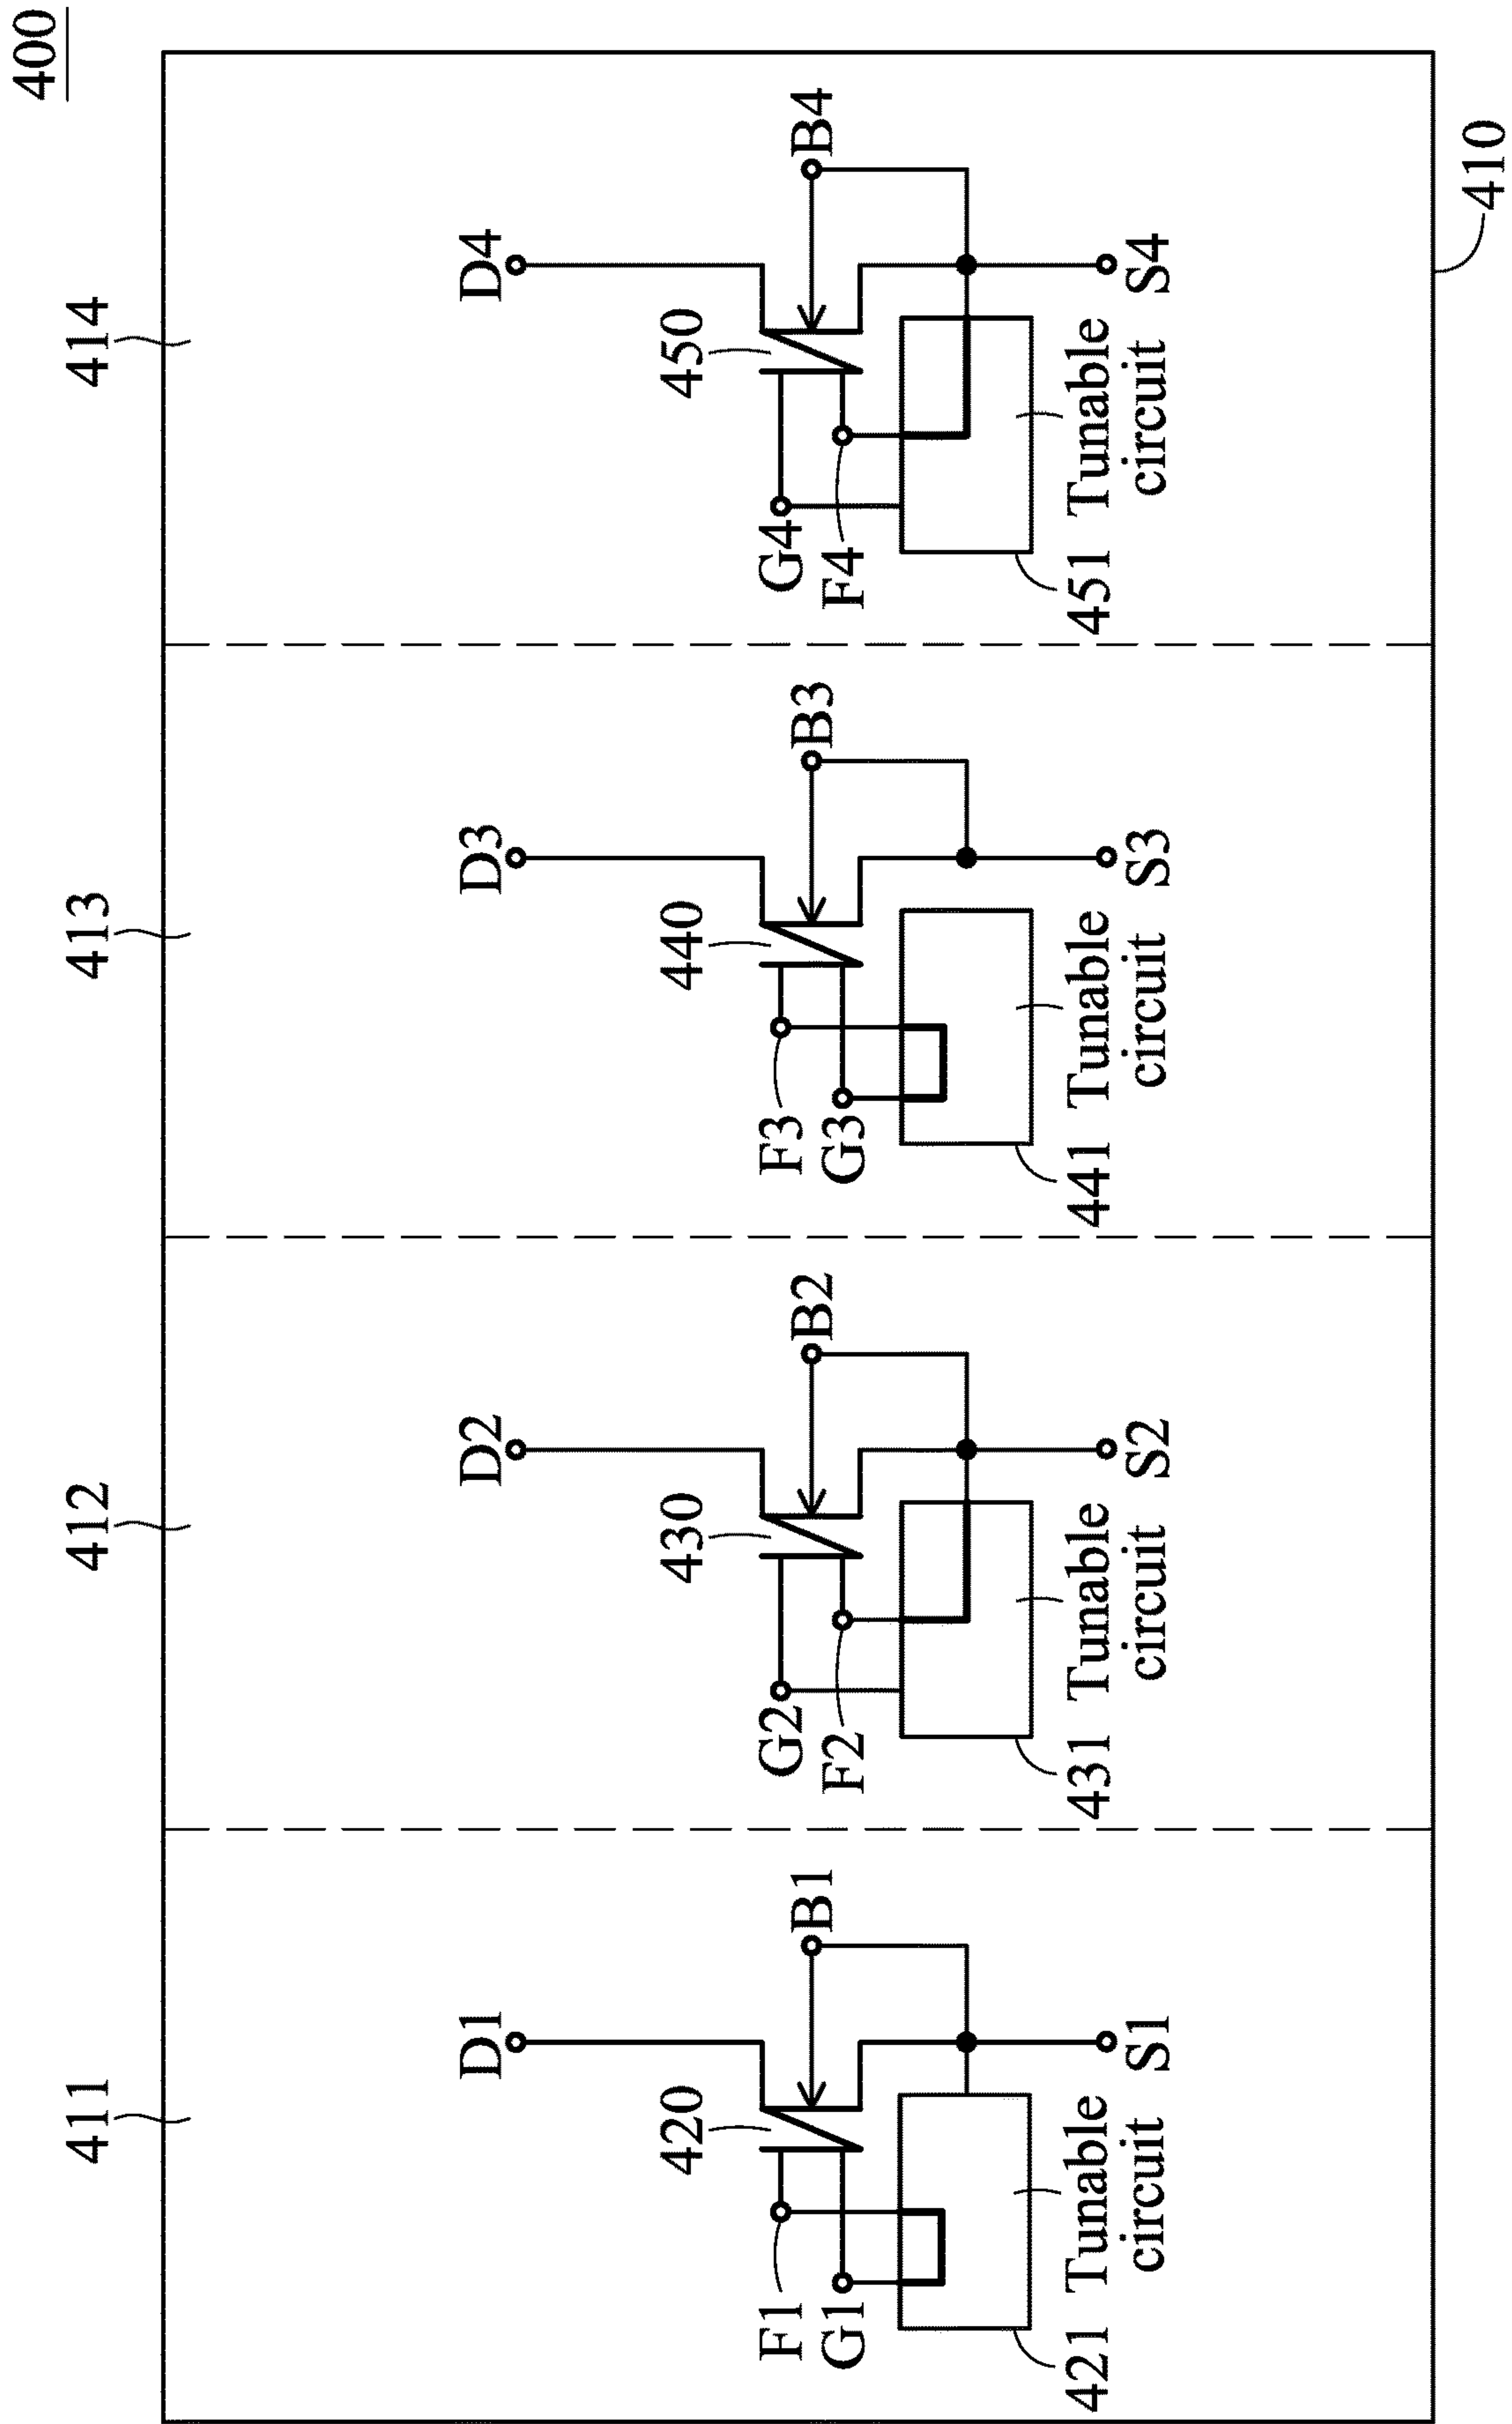 400
411
412
413
414
D1
D2
D3
D4
420
430
440
450
F1
G1
B1
G2
F2
B2
F3
G3
B3
G4
F4
B4
421
Tunable
circuit
S1
431
Tunable
circuit
S2
441
Tunable
circuit
S3
451
Tunable
circuit
S4
410